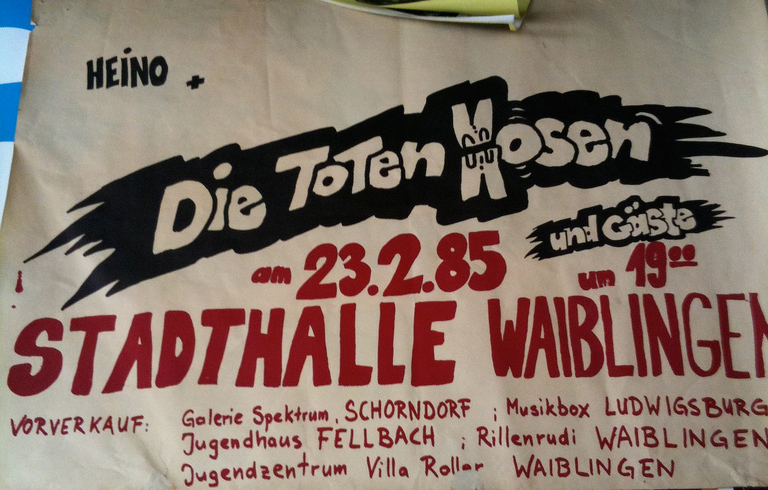 HEiNO +
Die ToTen Hosen
und Gäste
am 23.2.85 um 19⁰⁰
STADTHALLE WAIBLINGEN
VORVERKAUF: Galerie Spektrum, SCHORNDORF ; Musikbox LUDWIGSBURG
Jugendhaus FELLBACH ; Rillenrudi WAIBLINGEN
Jugendzentrum Villa Roller WAIBLINGEN